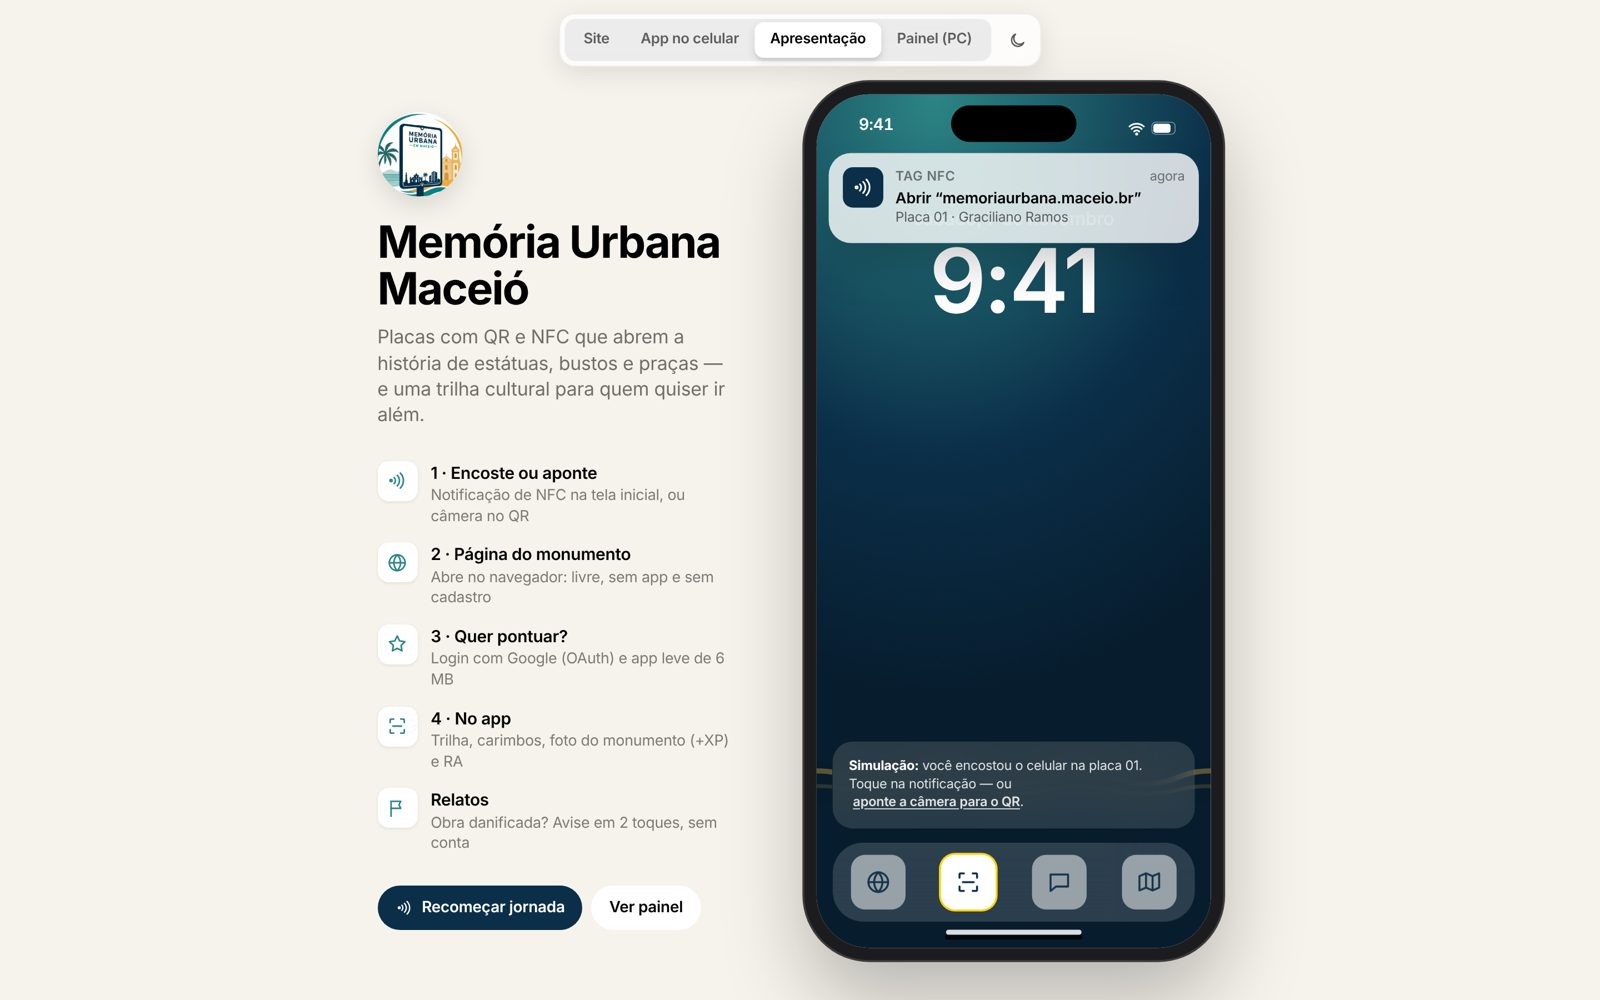 Site
App no celular
Apresentação
Painel (PC)
MEMÓRIA
URBANA
EM MACEIÓ
Memória Urbana
Maceió
Placas com QR e NFC que abrem a
história de estátuas, bustos e praças —
e uma trilha cultural para quem quiser ir
além.
1 · Encoste ou aponte
Notificação de NFC na tela inicial, ou
câmera no QR
2 · Página do monumento
Abre no navegador: livre, sem app e sem
cadastro
3 · Quer pontuar?
Login com Google (OAuth) e app leve de 6
MB
4 · No app
Trilha, carimbos, foto do monumento (+XP)
e RA
Relatos
Obra danificada? Avise em 2 toques, sem
conta
Recomeçar jornada
Ver painel
9:41
TAG NFC
agora
Abrir “memoriaurbana.maceio.br”
Placa 01 · Graciliano Ramos
9:41
Simulação: você encostou o celular na placa 01.
Toque na notificação — ou
aponte a câmera para o QR.